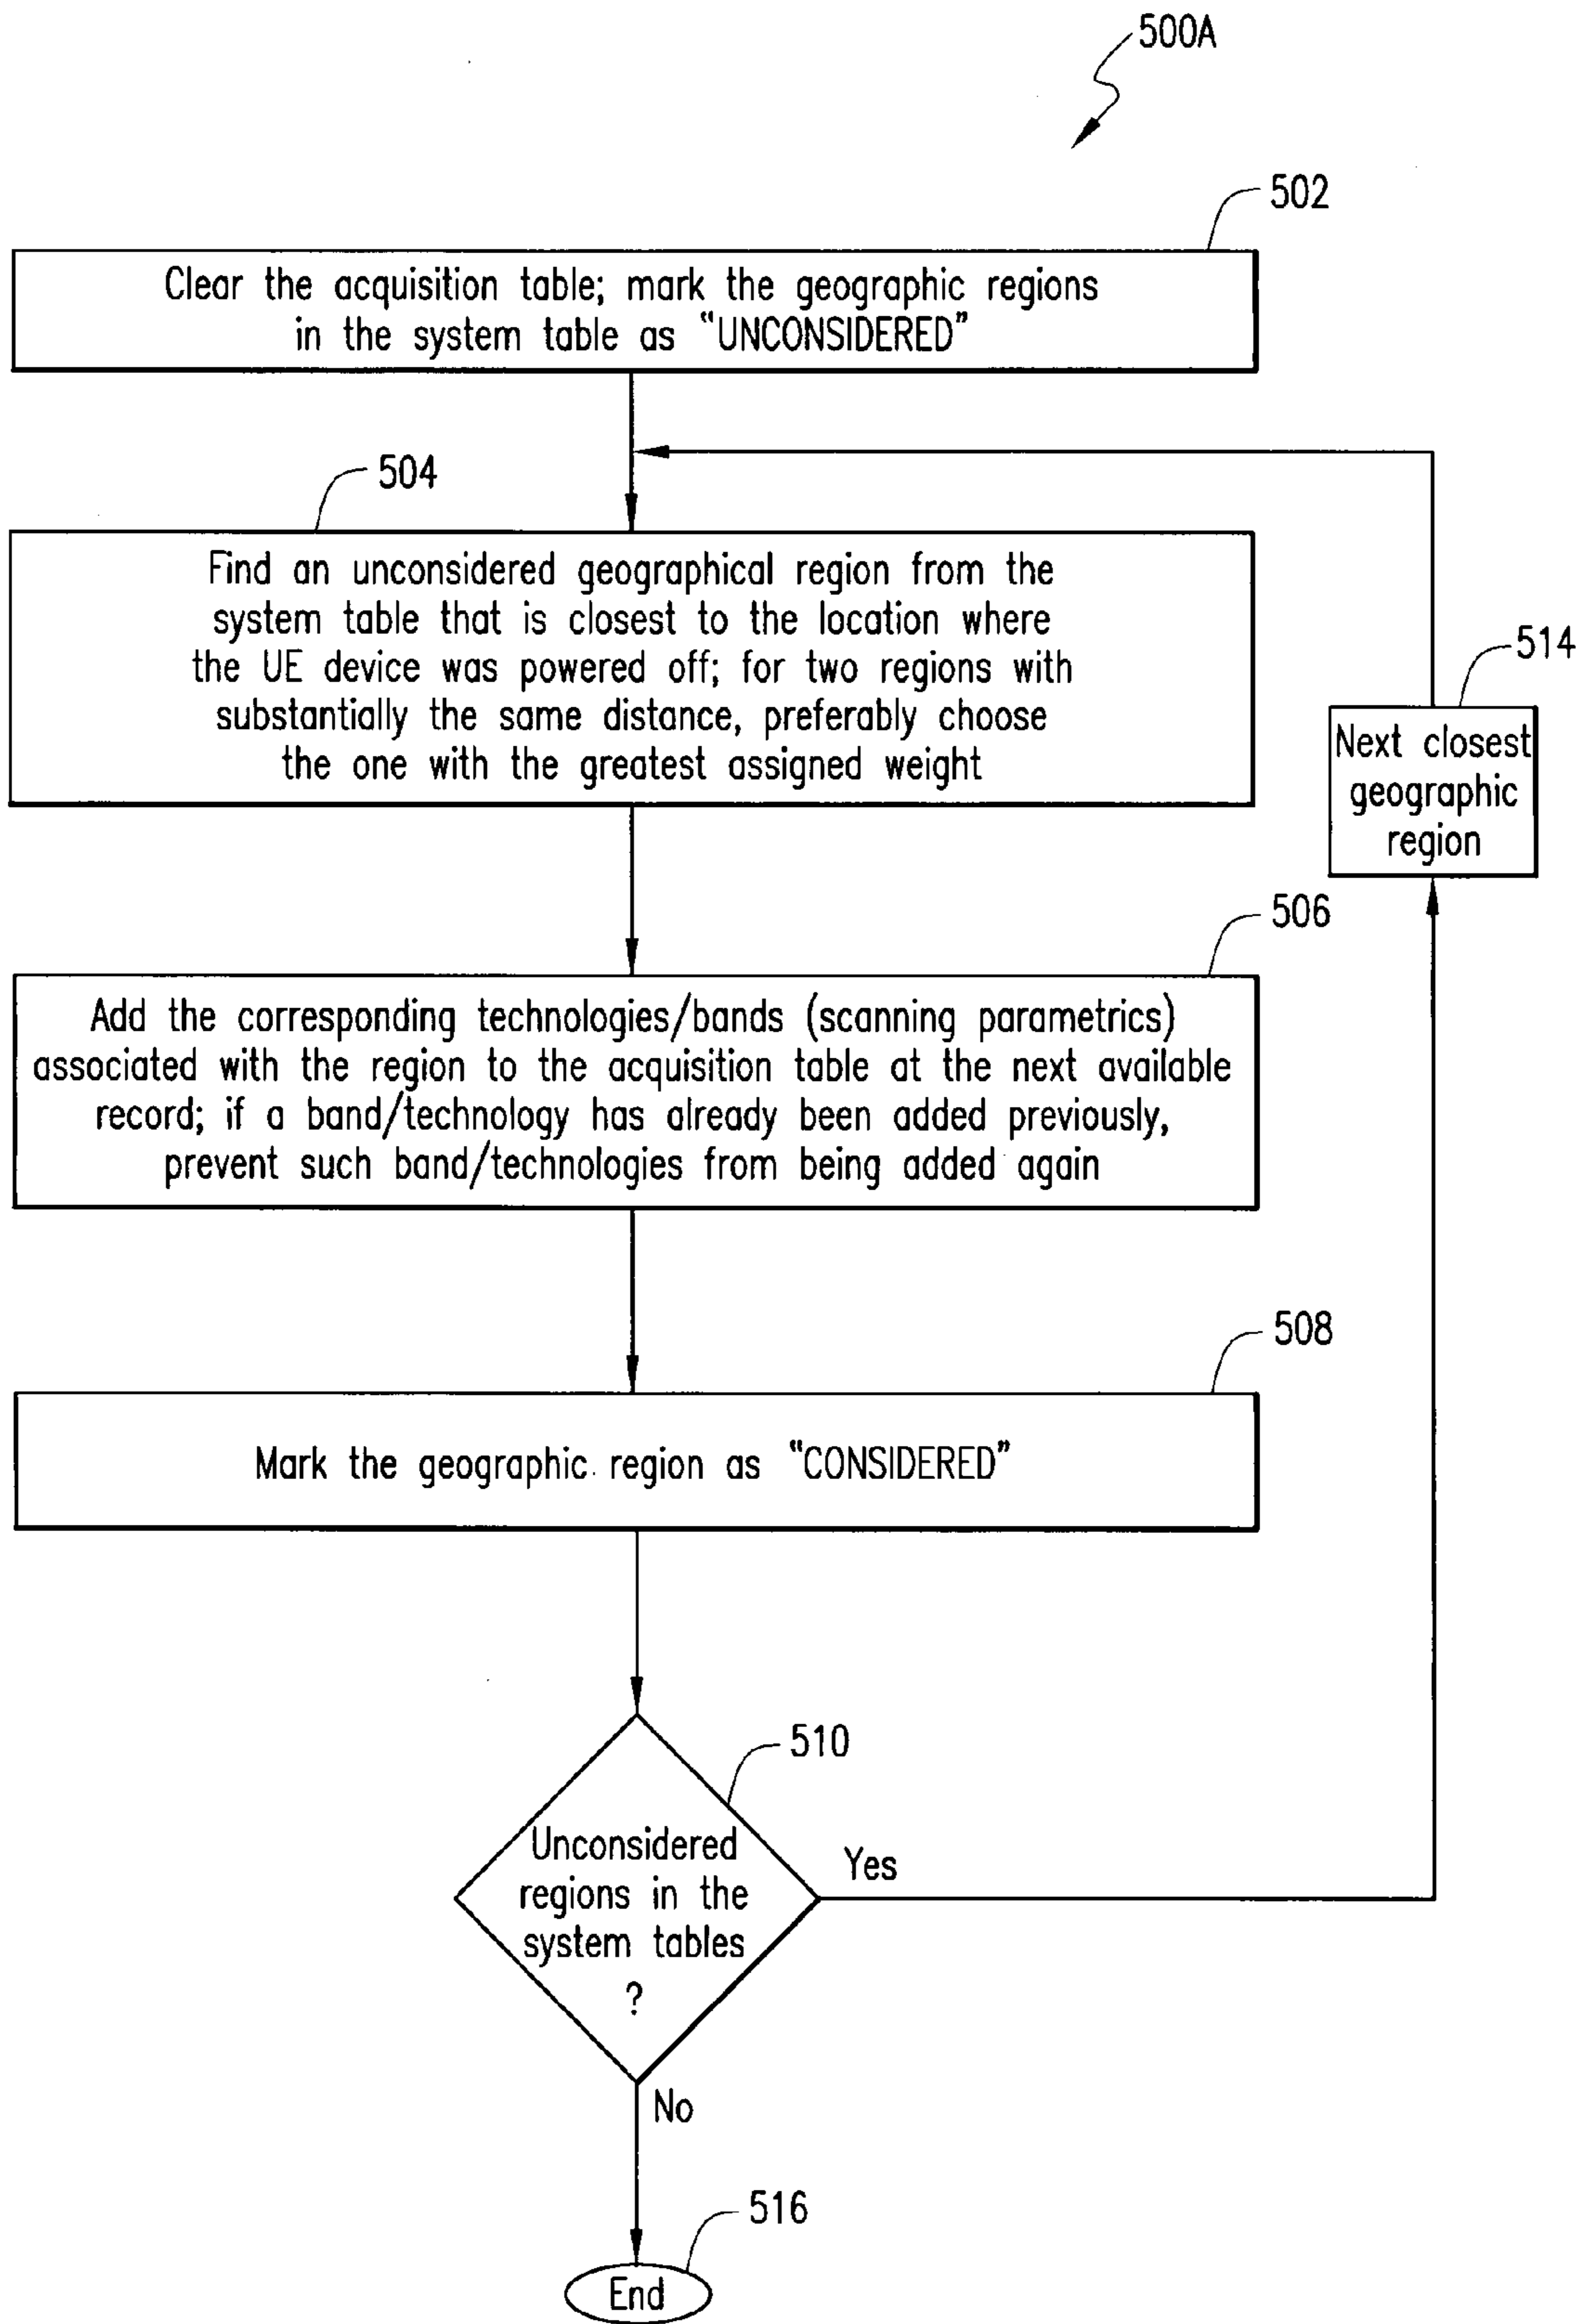 500A
502
Clear the acquisition table; mark the geographic regions
in the system table as "UNCONSIDERED"
504
Find an unconsidered geographical region from the
system table that is closest to the location where
the UE device was powered off; for two regions with
substantially the same distance, preferably choose
the one with the greatest assigned weight
514
Next closest
geographic
region
506
Add the corresponding technologies/bands (scanning parametrics)
associated with the region to the acquisition table at the next available
record; if a band/technology has already been added previously,
prevent such band/technologies from being added again
508
Mark the geographic region as "CONSIDERED"
510
Unconsidered
regions in the
system tables
?
Yes
No
516
End